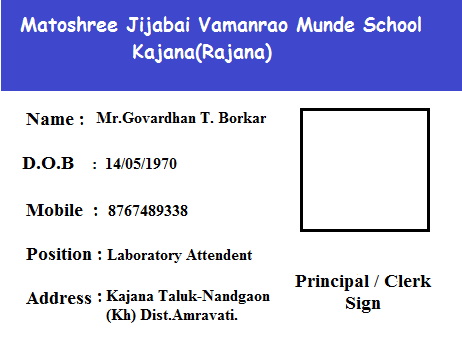 Matoshree Jijabai Vamanrao Munde School
Kajana(Rajana)
Name : Mr.Govardhan T. Borkar
D.O.B : 14/05/1970
Mobile : 8767489338
Position : Laboratory Attendent
Address : Kajana Taluk-Nandgaon
(Kh) Dist.Amravati.
Principal / Clerk
Sign